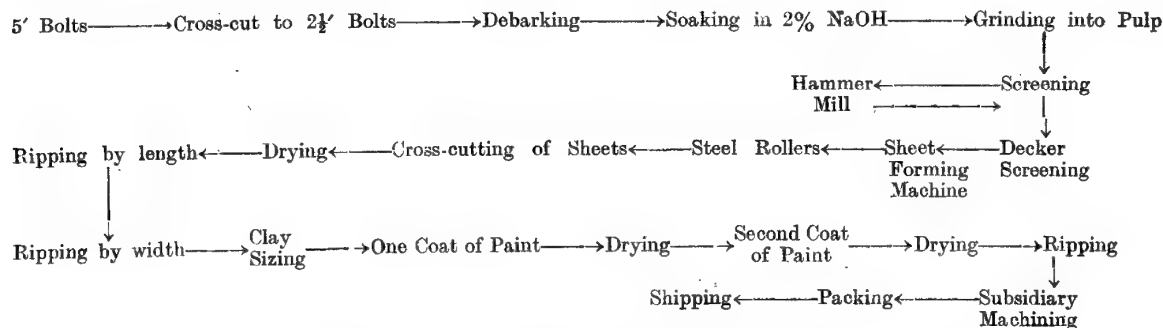 5′ Bolts→Cross-cut to 2½′ Bolts→Debarking→Soaking in 2% NaOH→Grinding into Pulp
Hammer←Screening
Mill→
Ripping by length←Drying←Cross-cutting of Sheets←Steel Rollers←Sheet←Decker
Forming Screening
Machine
Ripping by width→Clay Sizing→One Coat of Paint→Drying→Second Coat of Paint→Drying→Ripping
Shipping←Packing←Subsidiary
Machining